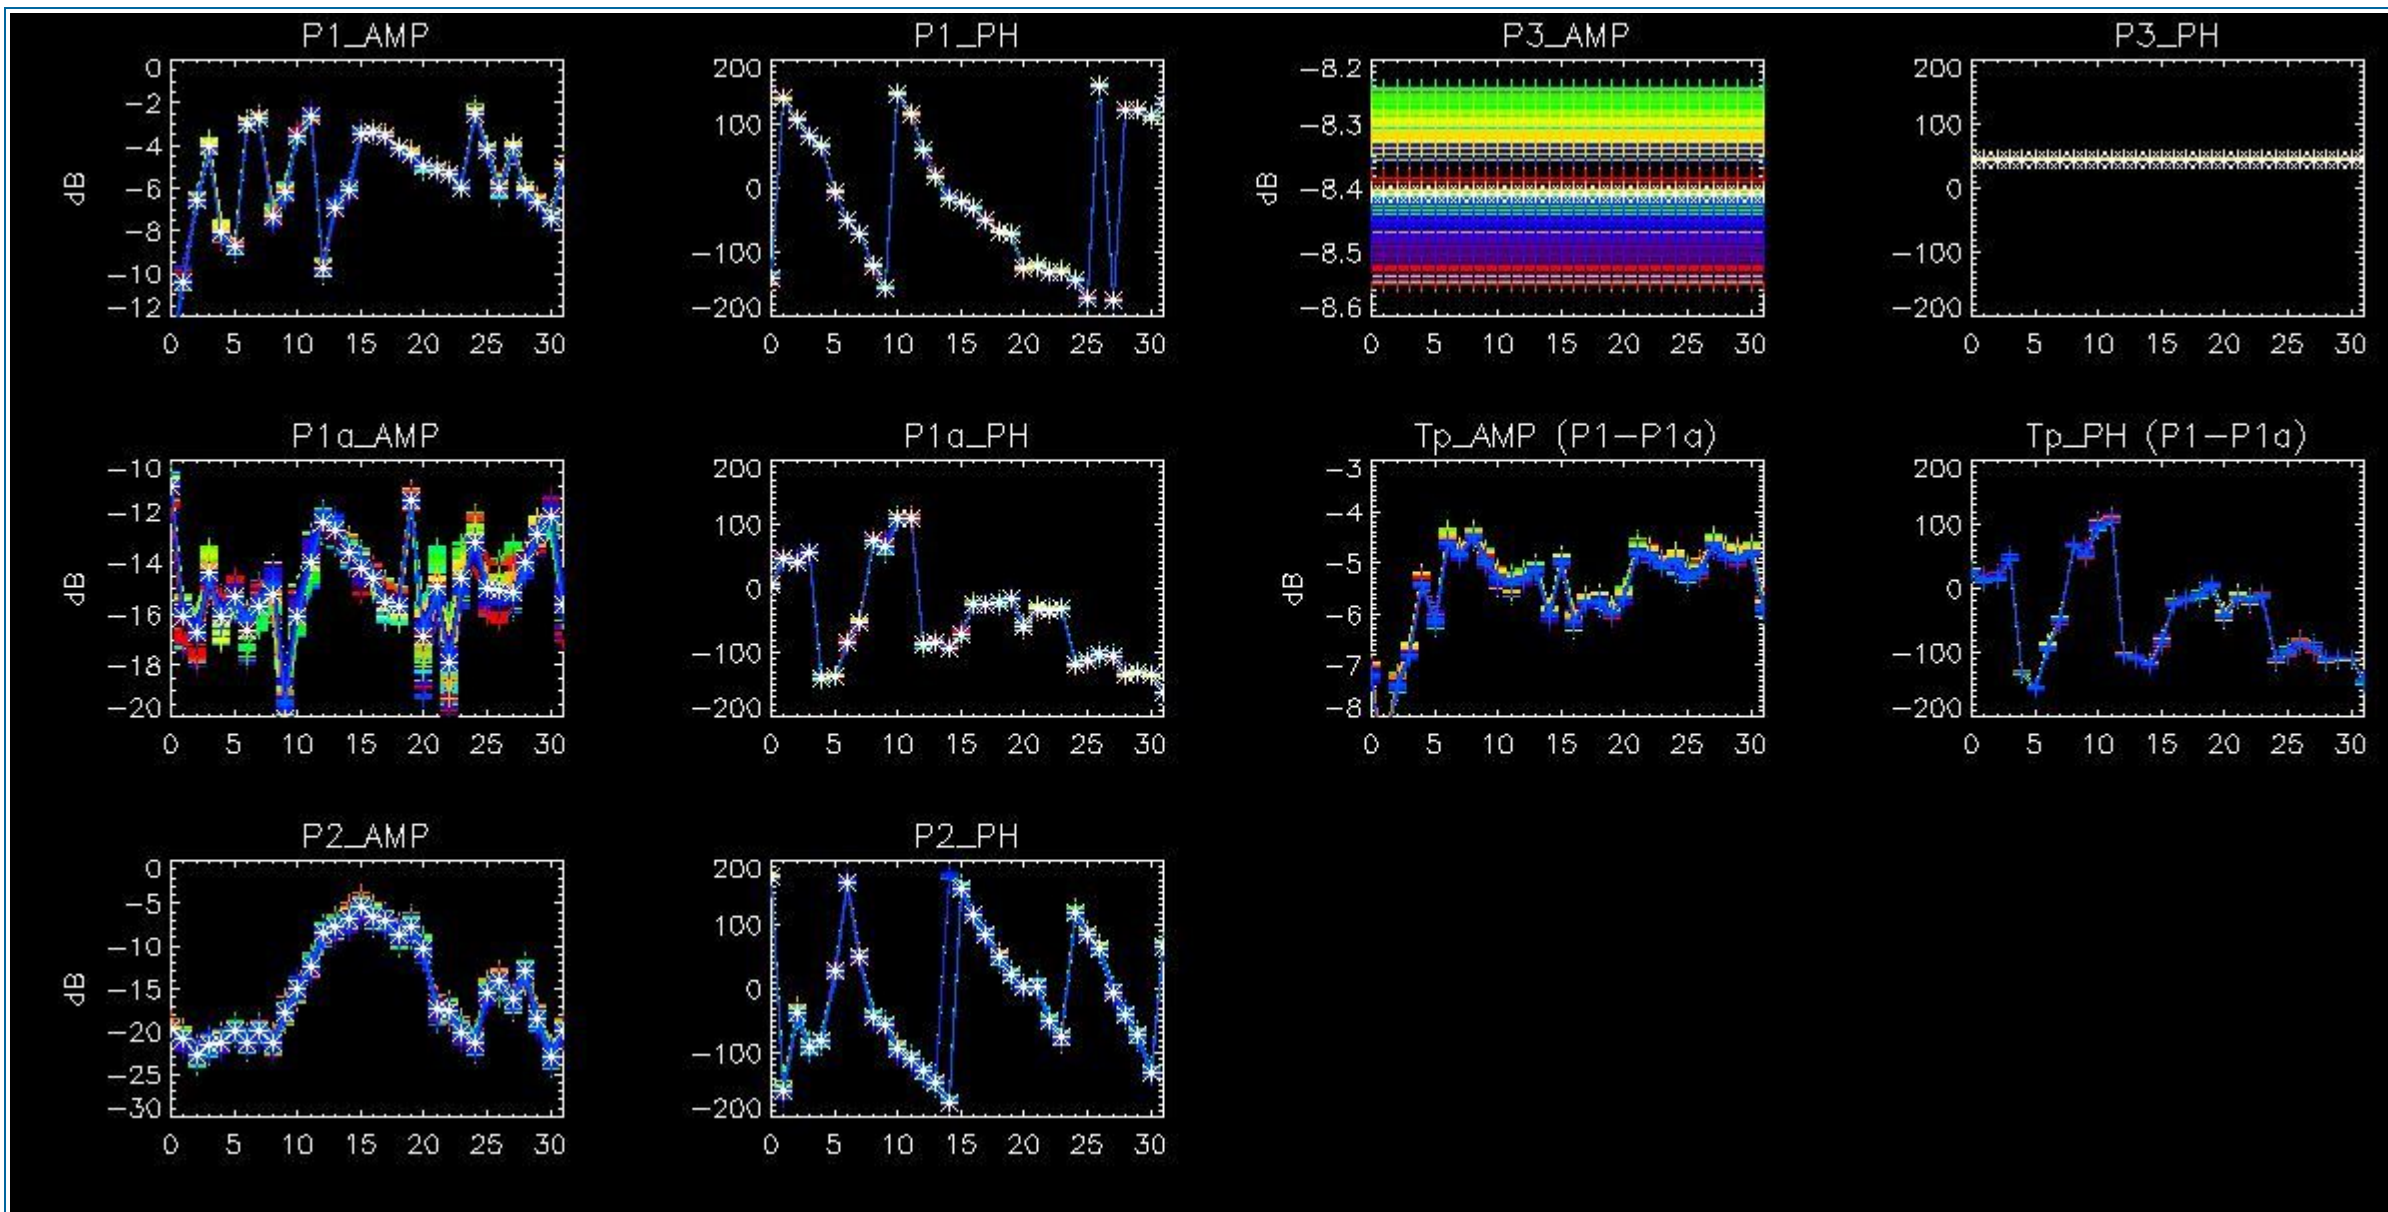 P1_AMP
0
−2
−4
−6
−8
−10
−12
dB
0 5 10 15 20 25 30
P1_PH
200
100
0
−100
−200
0 5 10 15 20 25 30
P3_AMP
−8.2
−8.3
−8.4
−8.5
−8.6
dB
0 5 10 15 20 25 30
P3_PH
200
100
0
−100
−200
0 5 10 15 20 25 30
P1a_AMP
−10
−12
−14
−16
−18
−20
dB
0 5 10 15 20 25 30
P1a_PH
200
100
0
−100
−200
0 5 10 15 20 25 30
Tp_AMP (P1−P1a)
−3
−4
−5
−6
−7
−8
dB
0 5 10 15 20 25 30
Tp_PH (P1−P1a)
200
100
0
−100
−200
0 5 10 15 20 25 30
P2_AMP
0
−5
−10
−15
−20
−25
−30
dB
0 5 10 15 20 25 30
P2_PH
200
100
0
−100
−200
0 5 10 15 20 25 30